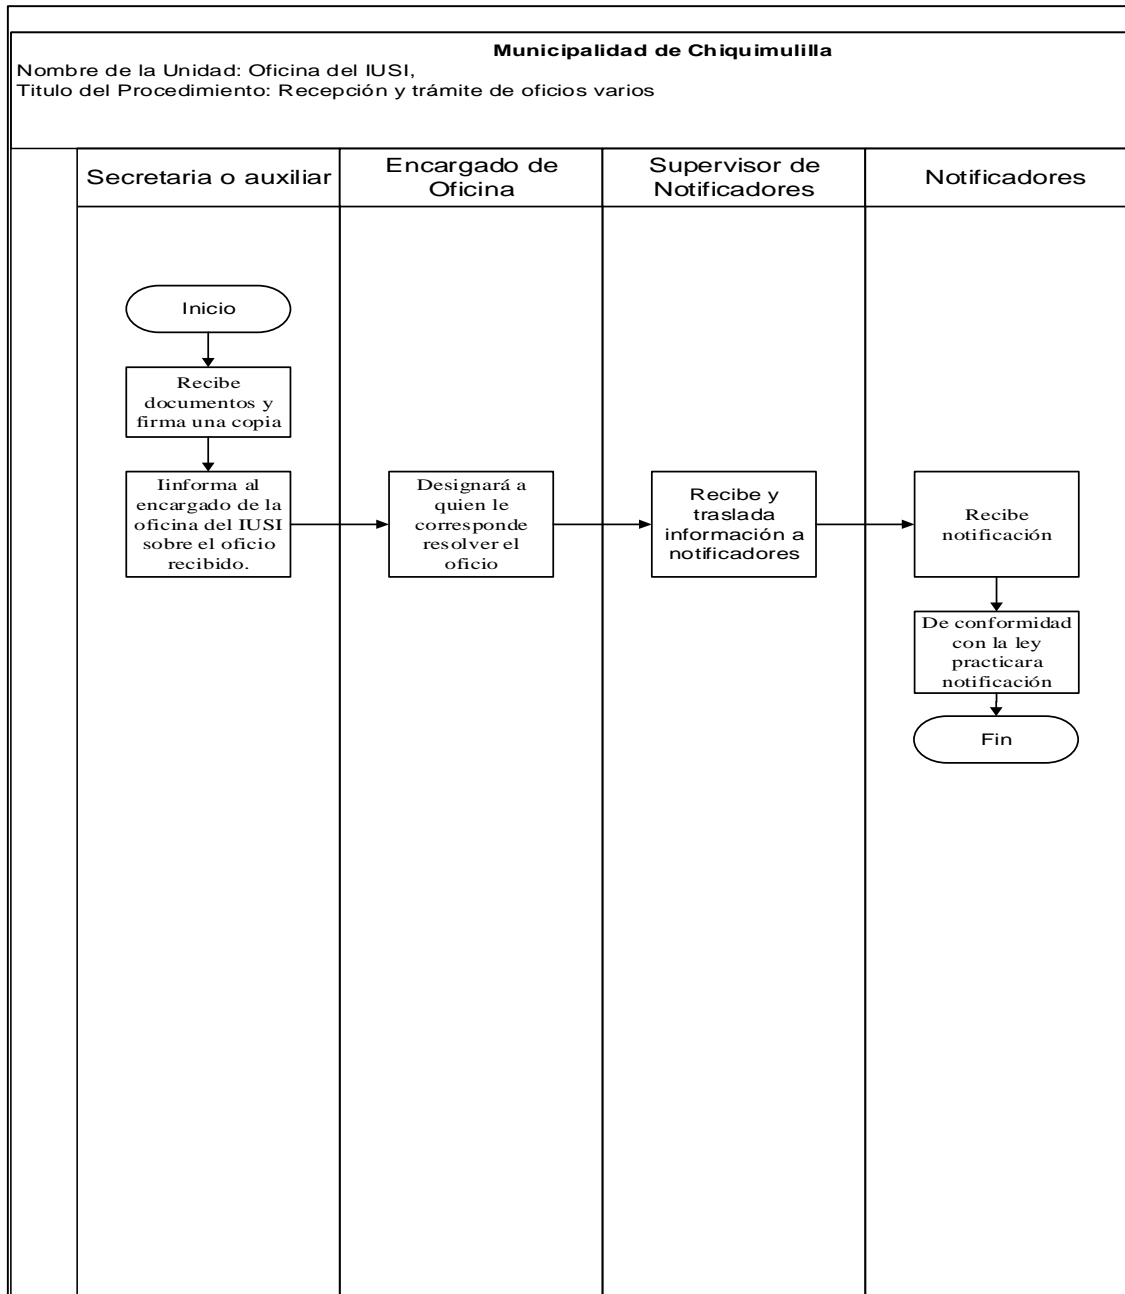 Municipalidad de Chiquimulilla
Nombre de la Unidad: Oficina del IUSI,
Titulo del Procedimiento: Recepción y trámite de oficios varios
Secretaria o auxiliar
Encargado de
Oficina
Supervisor de
Notificadores
Notificadores
Inicio
Recibe
documentos y
firma una copia
Iinforma al
encargado de la
oficina del IUSI
sobre el oficio
recibido.
Designará a
quien le
corresponde
resolver el
oficio
Recibe y
traslada
información a
notificadores
Recibe
notificación
De conformidad
con la ley
practicara
notificación
Fin